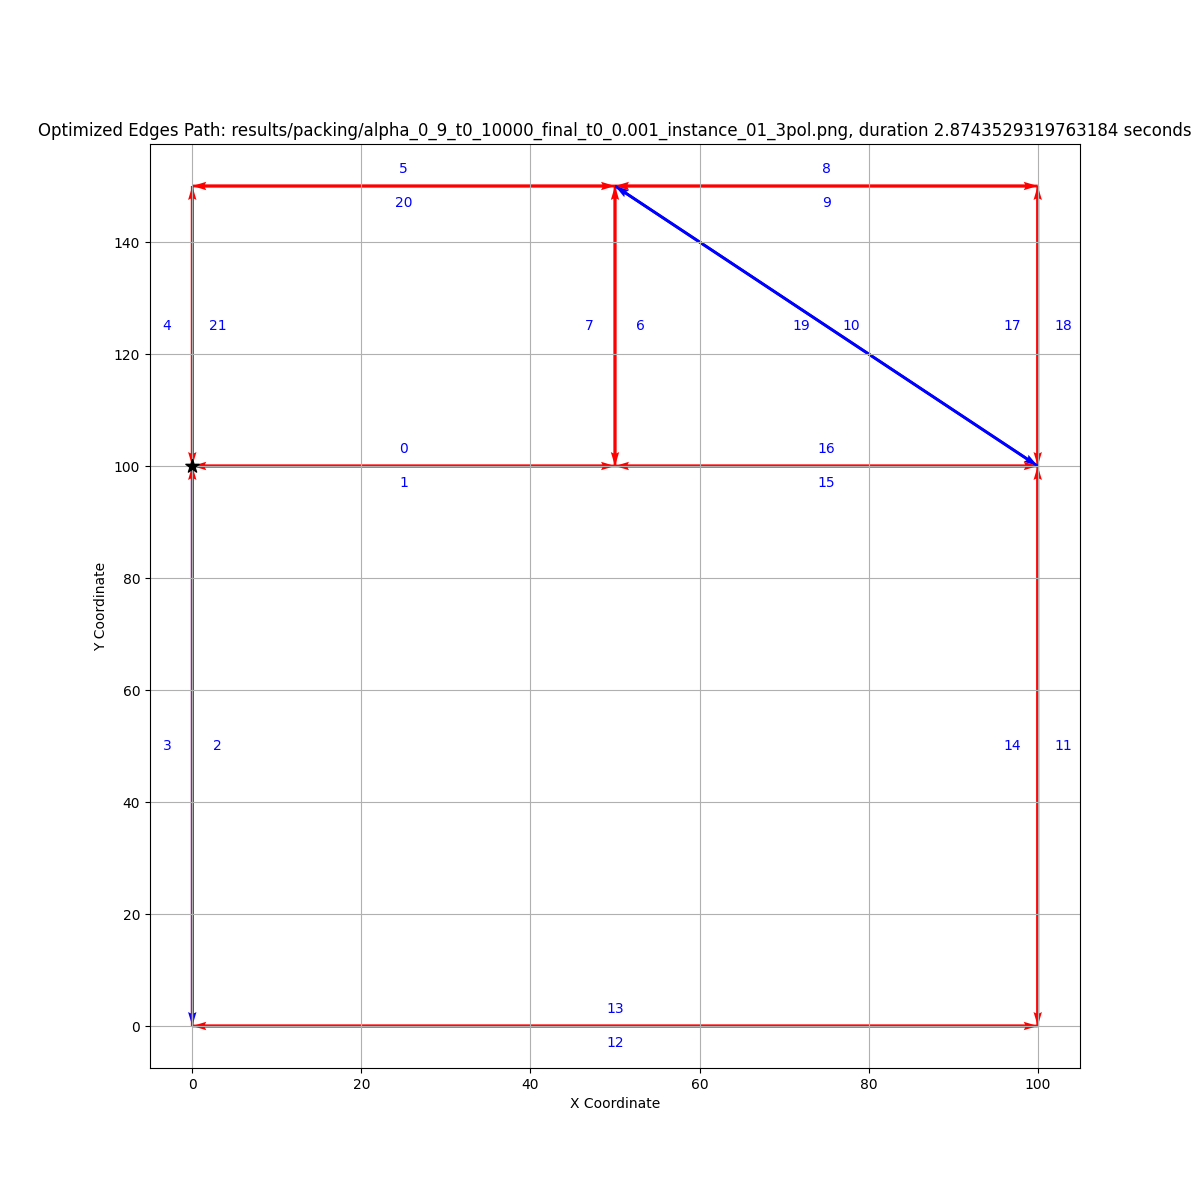 Optimized Edges Path: results/packing/alpha_0_9_t0_10000_final_t0_0.001_instance_01_3pol.png, duration 2.8743529319763184 seconds
5 8
20 9
140
4 21 7 6 19 10 17 18
120
0 16
100
1 15
80
Y Coordinate
60
3 2 14 11
40
20
13
0
12
0 20 40 60 80 100
X Coordinate